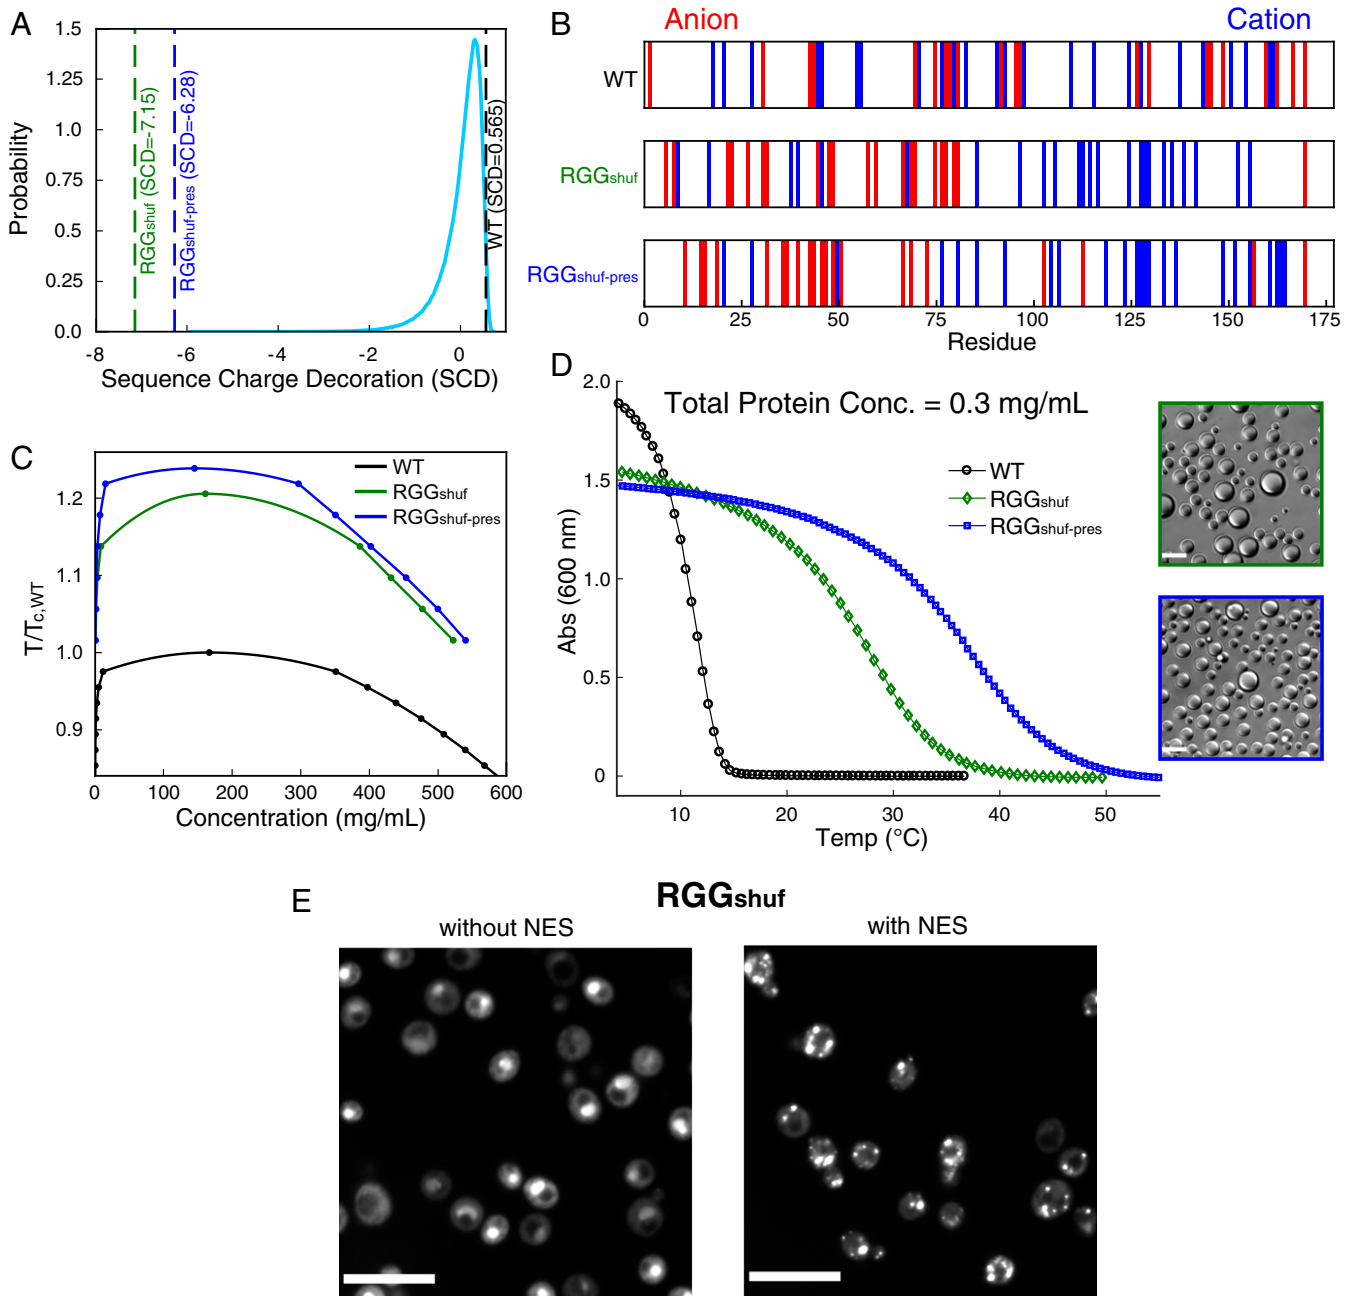 A
1.5
1.25
1.0
0.75
0.5
0.25
0.0
Probability
-8
-6
-4
-2
0
Sequence Charge Decoration (SCD)
RGGshuf (SCD=-7.15)
RGGshuf-pres (SCD=-6.28)
WT (SCD=0.565)
B
Anion
Cation
WT
RGGshuf
RGGshuf-pres
0
25
50
75
100
125
150
175
Residue
C
WT
RGGshuf
RGGshuf-pres
1.2
1.1
1.0
0.9
T/Tc,WT
0
100
200
300
400
500
600
Concentration (mg/mL)
D
Total Protein Conc. = 0.3 mg/mL
WT
RGGshuf
RGGshuf-pres
2.0
1.5
1.0
0.5
0
Abs (600 nm)
10
20
30
40
50
Temp (°C)
E
RGGshuf
without NES
with NES